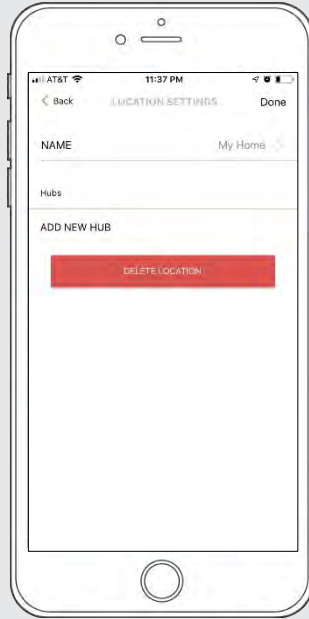 AT&T 11:37 PM
Back LOCATION SETTINGS Done
NAME My Home
Hubs
ADD NEW HUB
DELETE LOCATION